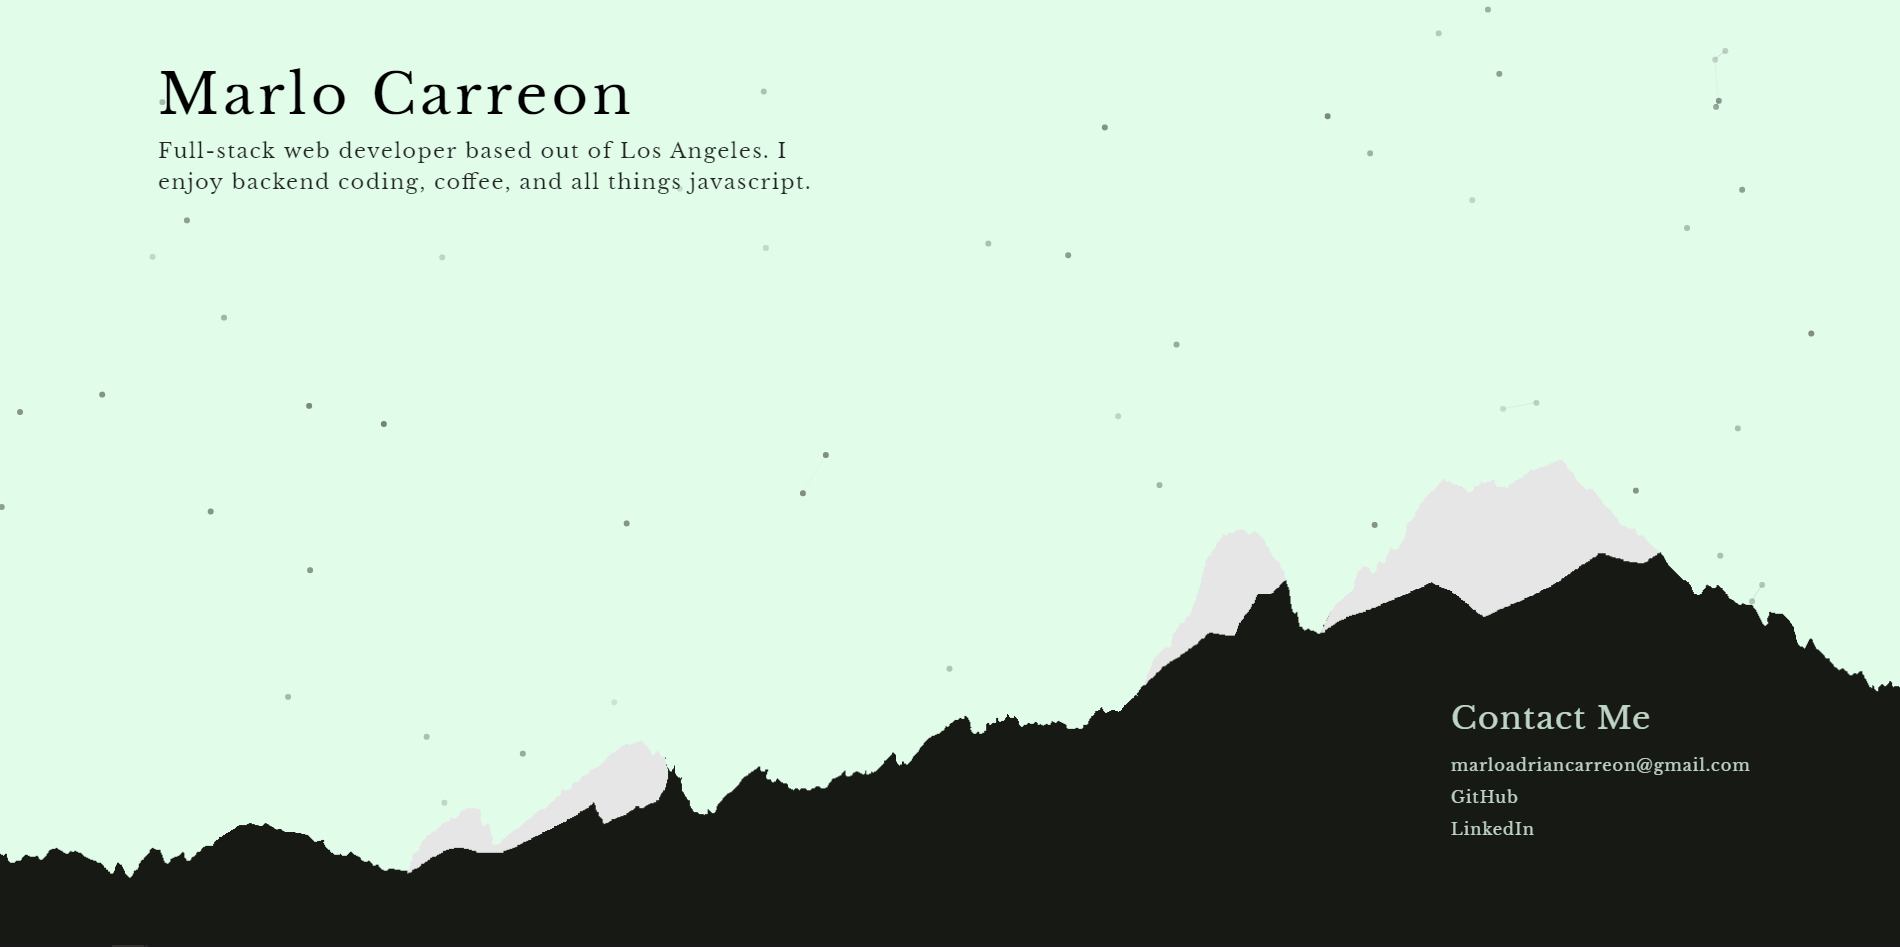 Marlo Carreon
Full-stack web developer based out of Los Angeles. I
enjoy backend coding, coffee, and all things javascript.
Contact Me
marloadriancarreon@gmail.com
GitHub
LinkedIn